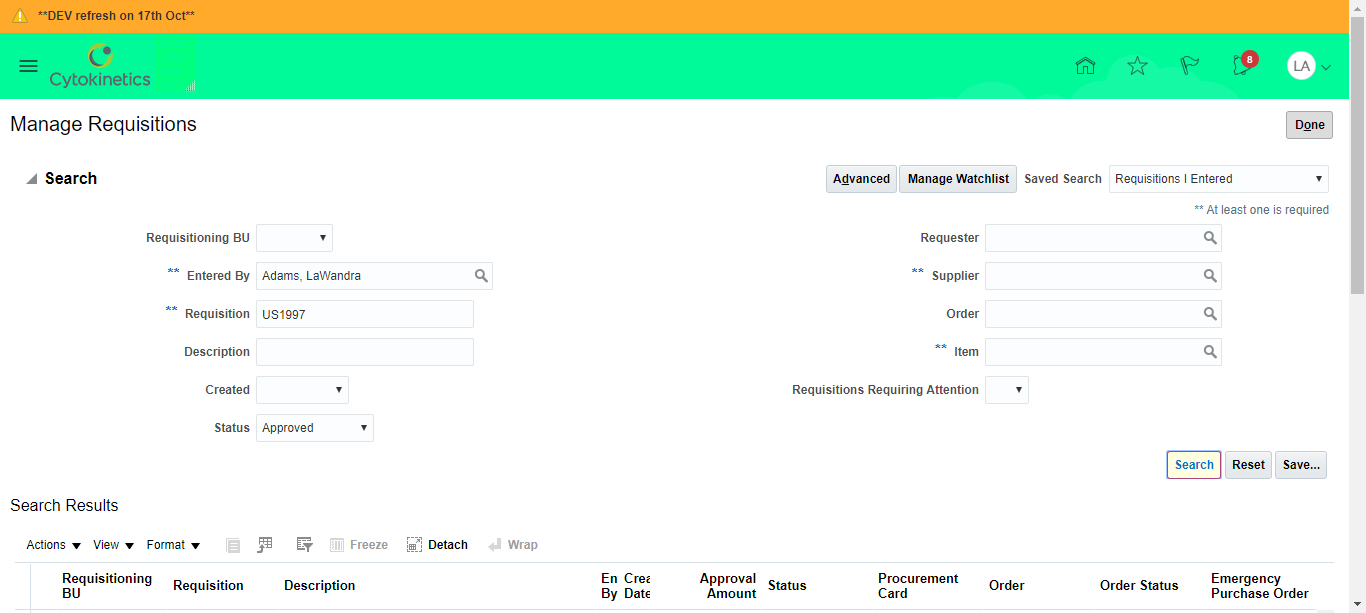 **DEV refresh on 17th Oct**
Cytokinetics
8
LA
Manage Requisitions
Done
Search
Advanced
Manage Watchlist
Saved Search
Requisitions I Entered
** At least one is required
Requisitioning BU
Requester
** Entered By
Adams, LaWandra
** Supplier
** Requisition
US1997
Order
Description
** Item
Created
Requisitions Requiring Attention
Status
Approved
Search
Reset
Save...
Search Results
Actions
View
Format
Freeze
Detach
Wrap
Requisitioning
BU
Requisition
Description
En
By
Crea
Date
Approval
Amount
Status
Procurement
Card
Order
Order Status
Emergency
Purchase Order